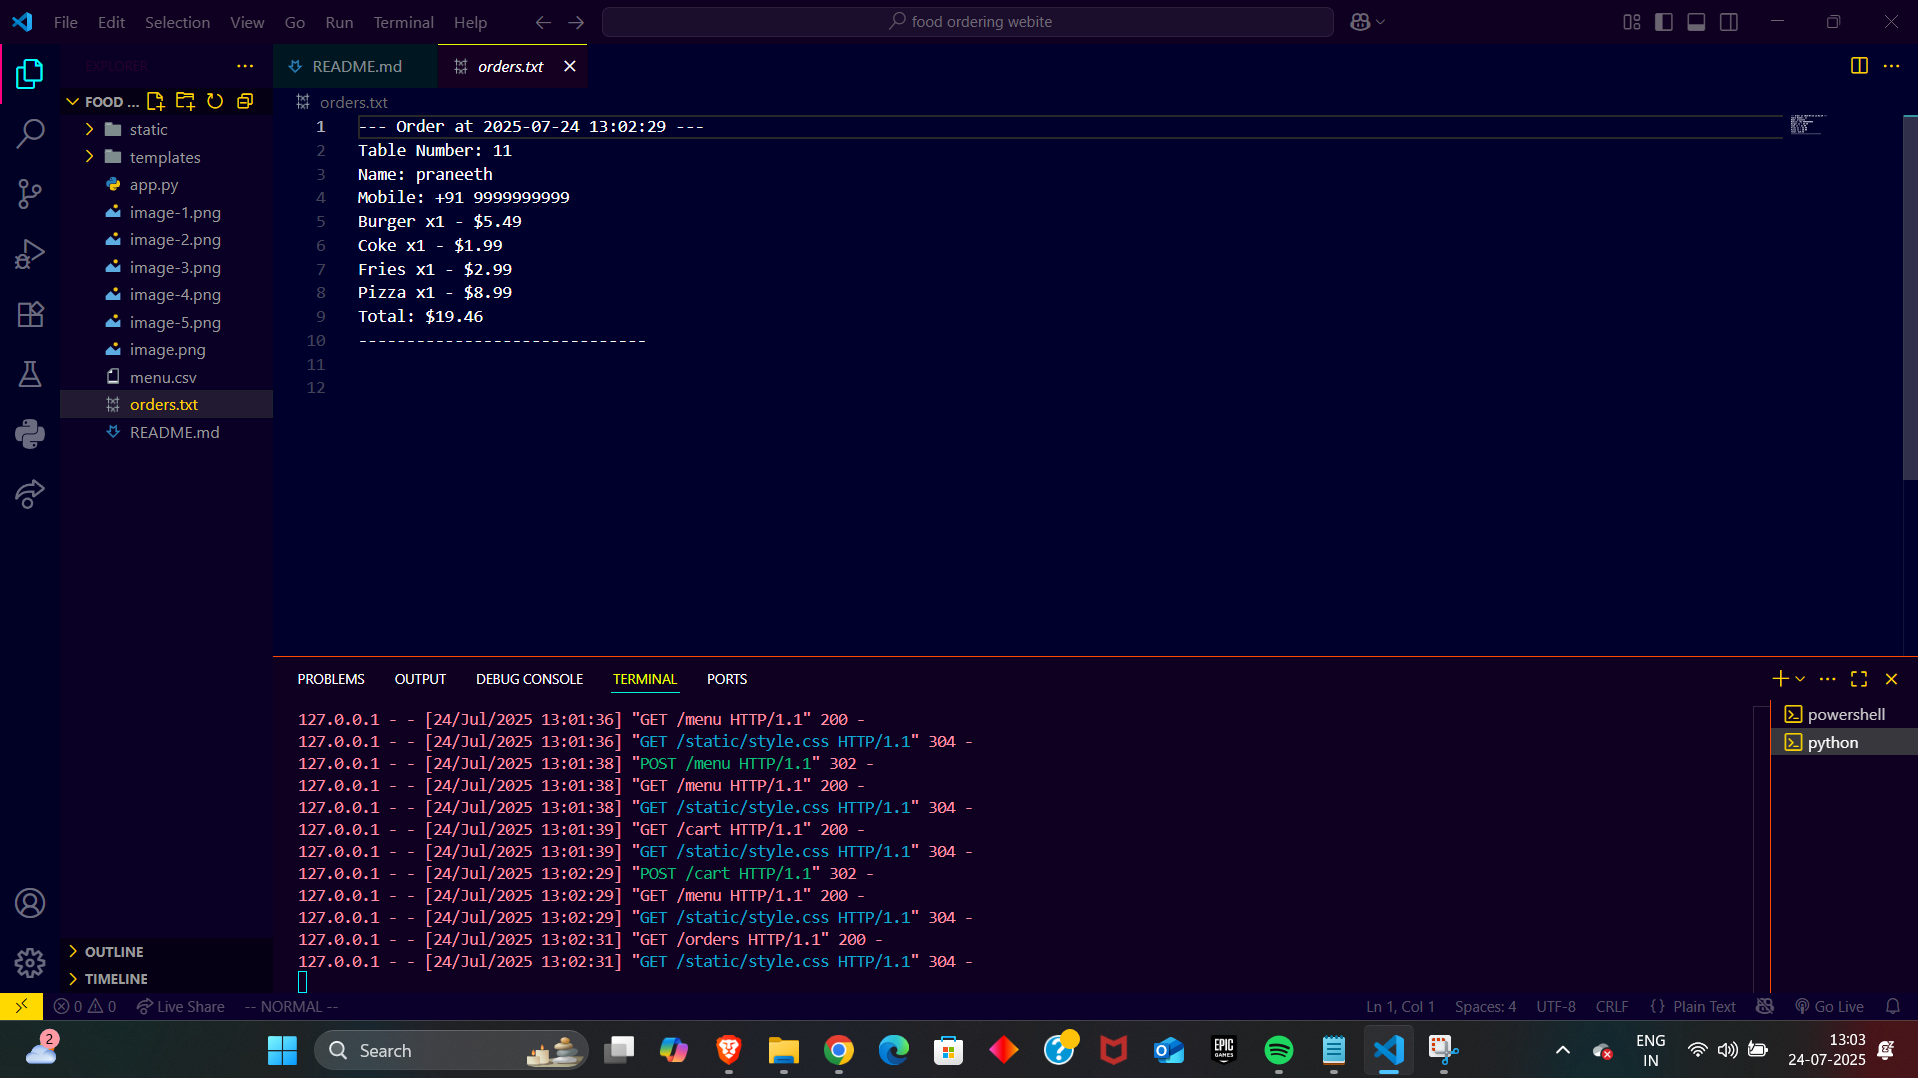 File Edit Selection View Go Run Terminal Help
food ordering webite
EXPLORER
README.md
orders.txt
FOOD ...
static
templates
app.py
image-1.png
image-2.png
image-3.png
image-4.png
image-5.png
image.png
menu.csv
orders.txt
README.md
OUTLINE
TIMELINE
orders.txt
1 --- Order at 2025-07-24 13:02:29 ---
2 Table Number: 11
3 Name: praneeth
4 Mobile: +91 9999999999
5 Burger x1 - $5.49
6 Coke x1 - $1.99
7 Fries x1 - $2.99
8 Pizza x1 - $8.99
9 Total: $19.46
10 ------------------------------
11
12
PROBLEMS OUTPUT DEBUG CONSOLE TERMINAL PORTS
127.0.0.1 - - [24/Jul/2025 13:01:36] "GET /menu HTTP/1.1" 200 -
127.0.0.1 - - [24/Jul/2025 13:01:36] "GET /static/style.css HTTP/1.1" 304 -
127.0.0.1 - - [24/Jul/2025 13:01:38] "POST /menu HTTP/1.1" 302 -
127.0.0.1 - - [24/Jul/2025 13:01:38] "GET /menu HTTP/1.1" 200 -
127.0.0.1 - - [24/Jul/2025 13:01:38] "GET /static/style.css HTTP/1.1" 304 -
127.0.0.1 - - [24/Jul/2025 13:01:39] "GET /cart HTTP/1.1" 200 -
127.0.0.1 - - [24/Jul/2025 13:01:39] "GET /static/style.css HTTP/1.1" 304 -
127.0.0.1 - - [24/Jul/2025 13:02:29] "POST /cart HTTP/1.1" 302 -
127.0.0.1 - - [24/Jul/2025 13:02:29] "GET /menu HTTP/1.1" 200 -
127.0.0.1 - - [24/Jul/2025 13:02:29] "GET /static/style.css HTTP/1.1" 304 -
127.0.0.1 - - [24/Jul/2025 13:02:31] "GET /orders HTTP/1.1" 200 -
127.0.0.1 - - [24/Jul/2025 13:02:31] "GET /static/style.css HTTP/1.1" 304 -
powershell
python
0 0 Live Share -- NORMAL --
Ln 1, Col 1 Spaces: 4 UTF-8 CRLF {} Plain Text Go Live
2
Search
EPIC GAMES
ENG
IN
13:03
24-07-2025